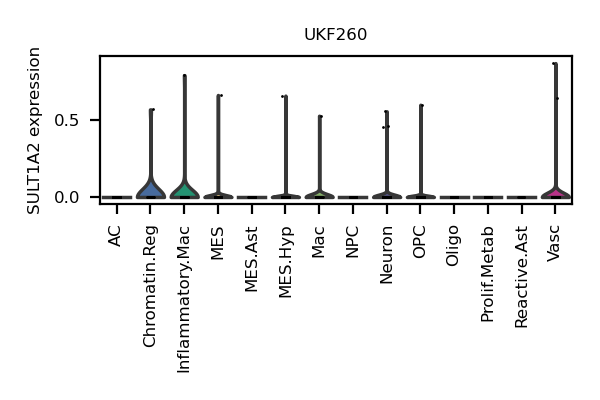 UKF260
SULT1A2 expression
0.5
0.0
AC
Chromatin.Reg
Inflammatory.Mac
MES
MES.Ast
MES.Hyp
Mac
NPC
Neuron
OPC
Oligo
Prolif.Metab
Reactive.Ast
Vasc